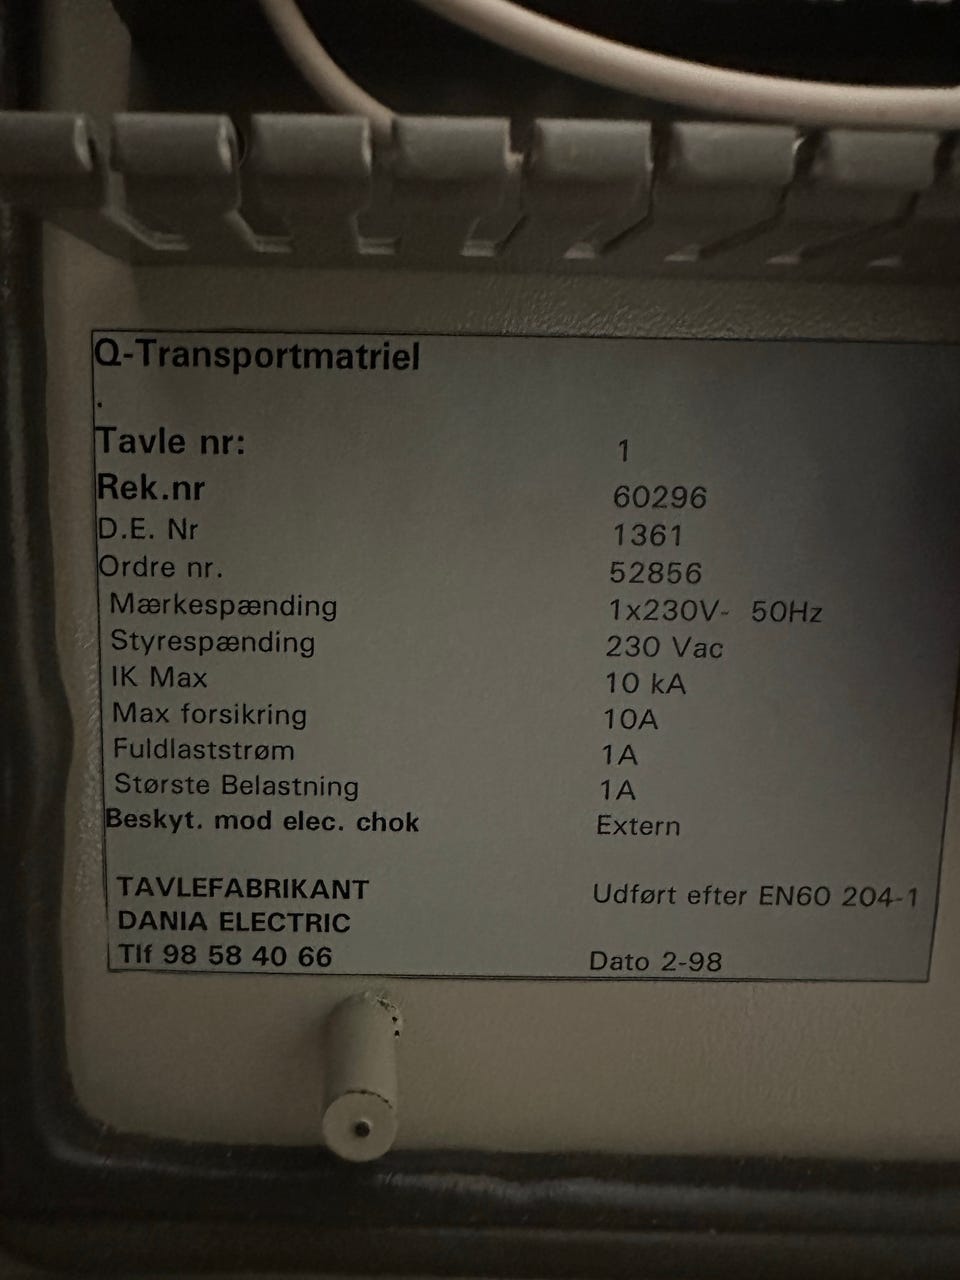 Q-Transportmatriel
.
Tavle nr: 1
Rek.nr 60296
D.E. Nr 1361
Ordre nr. 52856
Mærkespænding 1x230V- 50Hz
Styrespænding 230 Vac
IK Max 10 kA
Max forsikring 10A
Fuldlaststrøm 1A
Største Belastning 1A
Beskyt. mod elec. chok Extern
TAVLEFABRIKANT Udført efter EN60 204-1
DANIA ELECTRIC
Tlf 98 58 40 66 Dato 2-98